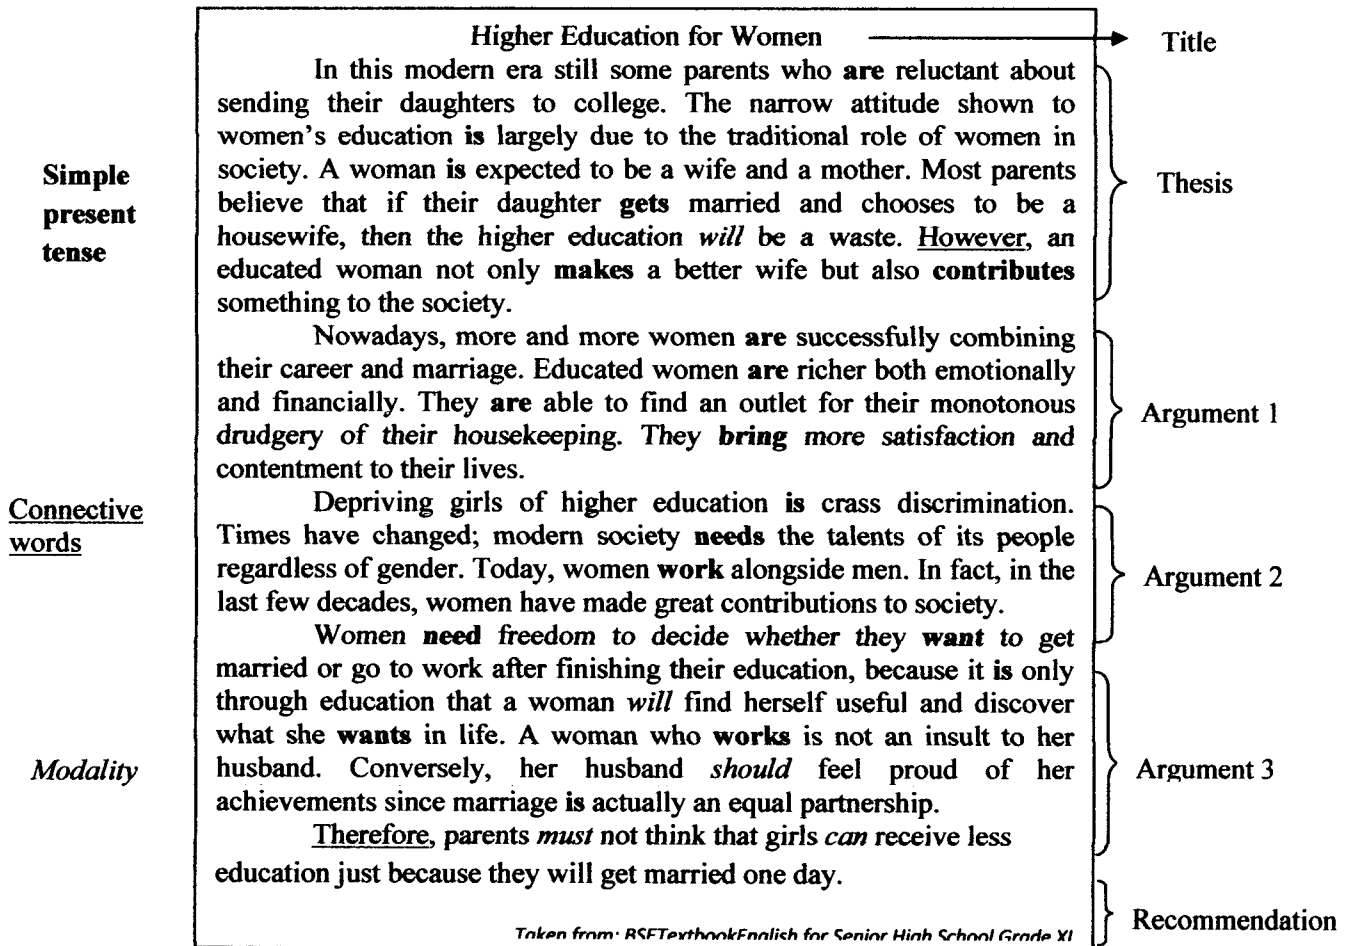 Higher Education for Women
Title
In this modern era still some parents who are reluctant about
sending their daughters to college. The narrow attitude shown to
women's education is largely due to the traditional role of women in
society. A woman is expected to be a wife and a mother. Most parents
believe that if their daughter gets married and chooses to be a
housewife, then the higher education will be a waste. However, an
educated woman not only makes a better wife but also contributes
something to the society.
Simple
present
tense
Thesis
Nowadays, more and more women are successfully combining
their career and marriage. Educated women are richer both emotionally
and financially. They are able to find an outlet for their monotonous
drudgery of their housekeeping. They bring more satisfaction and
contentment to their lives.
Argument 1
Depriving girls of higher education is crass discrimination.
Times have changed; modern society needs the talents of its people
regardless of gender. Today, women work alongside men. In fact, in the
last few decades, women have made great contributions to society.
Connective
words
Argument 2
Women need freedom to decide whether they want to get
married or go to work after finishing their education, because it is only
through education that a woman will find herself useful and discover
what she wants in life. A woman who works is not an insult to her
husband. Conversely, her husband should feel proud of her
achievements since marriage is actually an equal partnership.
Modality
Argument 3
Therefore, parents must not think that girls can receive less
education just because they will get married one day.
Recommendation
Taken from: BSETextbookEnglish for Senior High School Grade XI